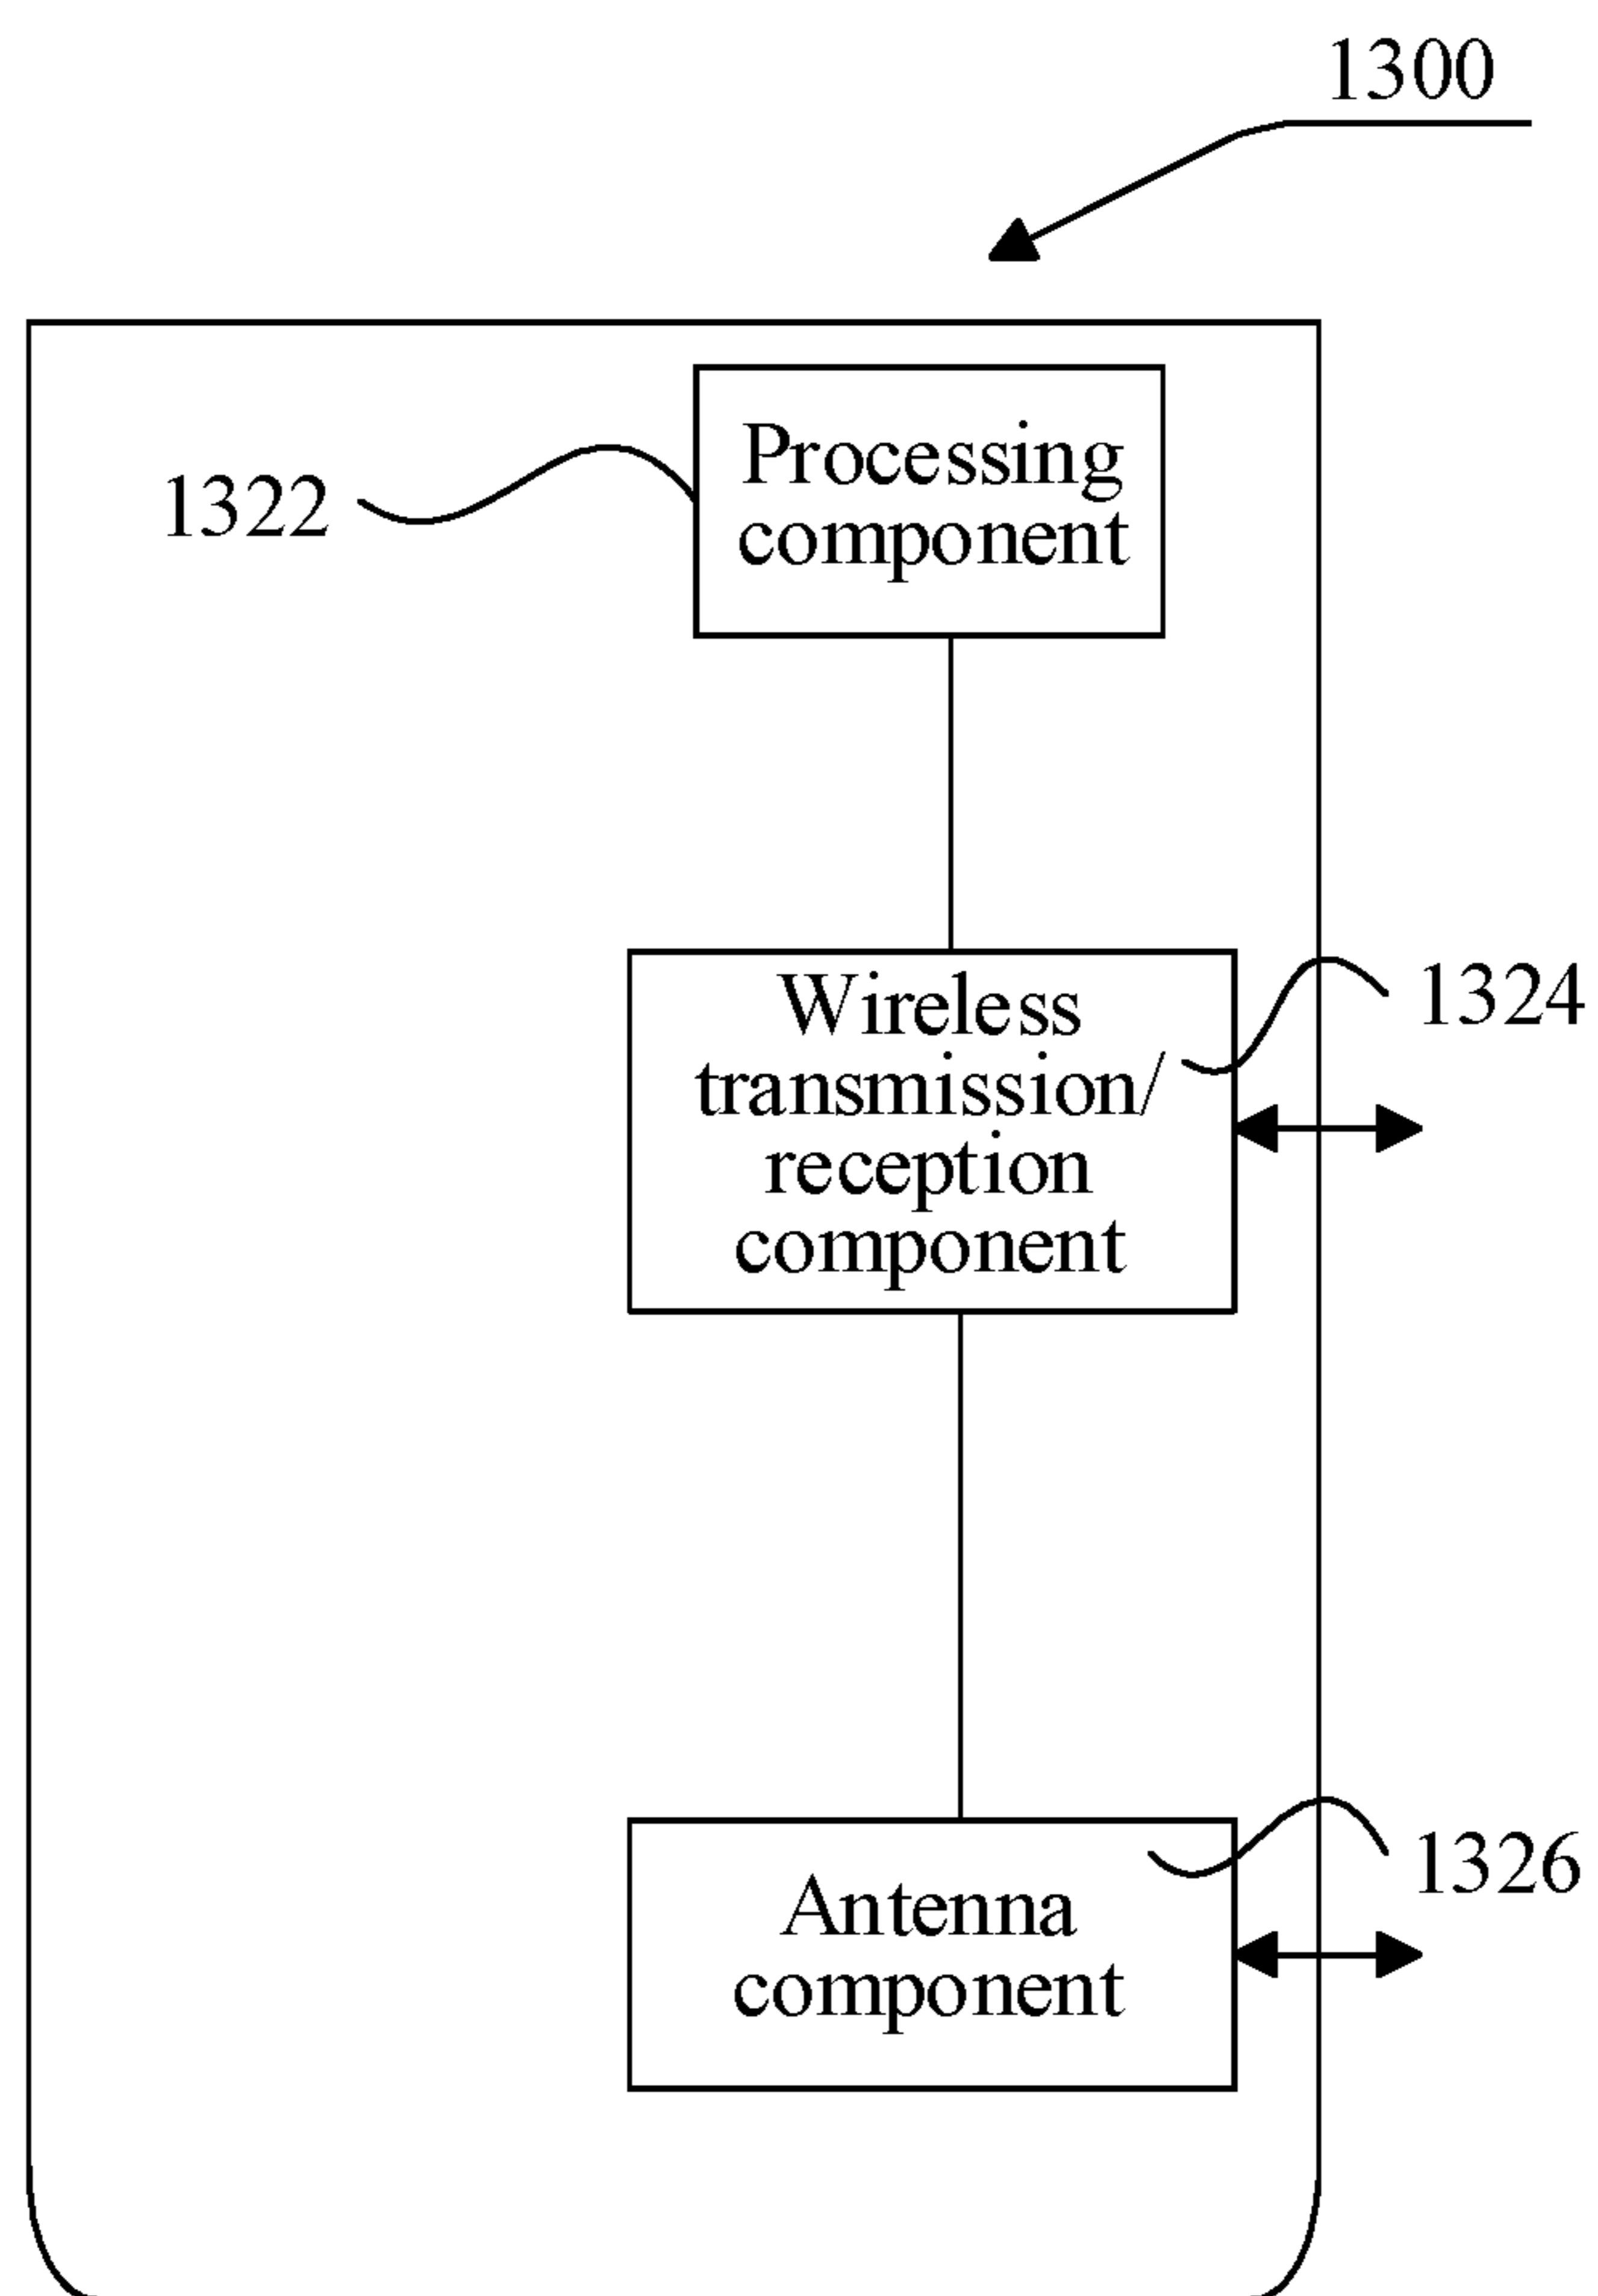 1300
Processing
component
1322
Wireless
transmission/
reception
component
1324
Antenna
component
1326